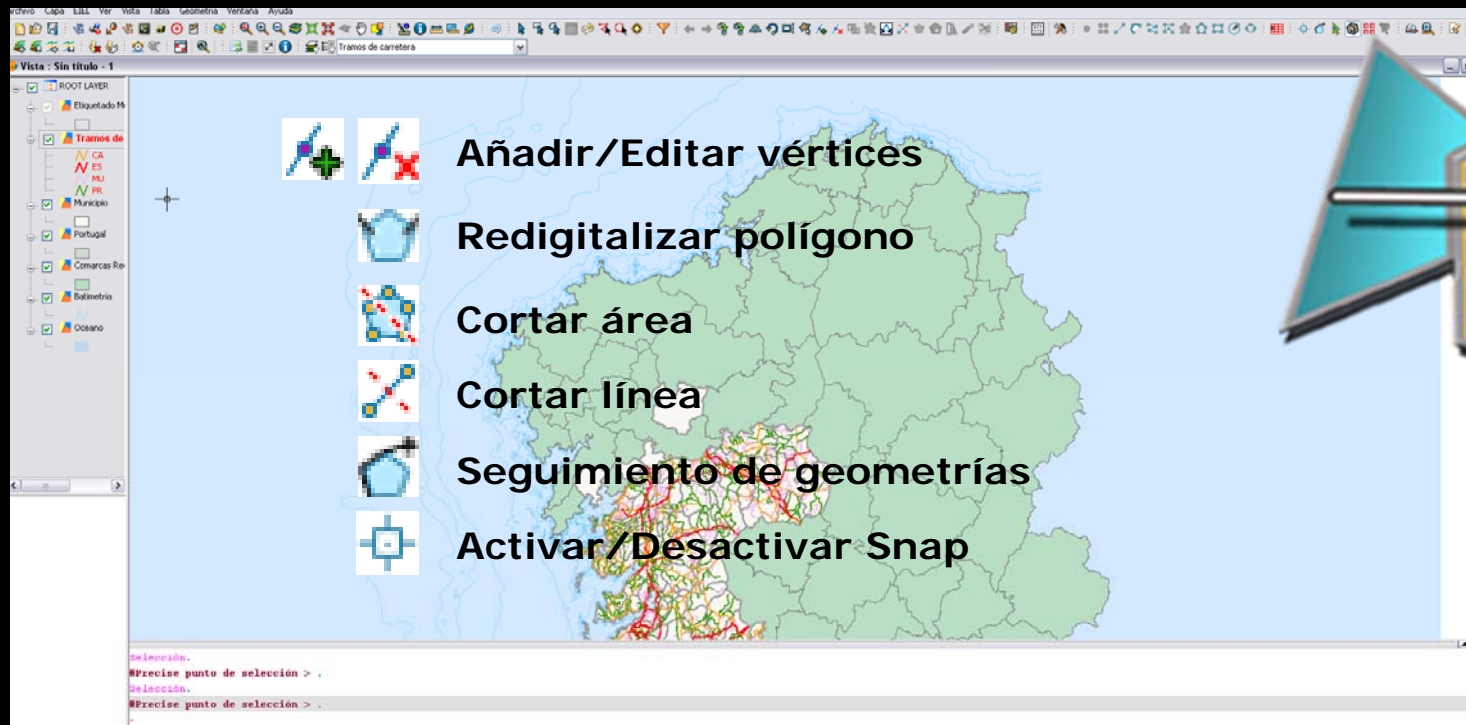 Archivo Capa EIEL Ver Vista Tabla Geometría Ventana Ayuda
Tramos de carretera
Vista : Sin título - 1
ROOT LAYER
Etiquetado M
Tramos de
CA
ES
MU
PR
Municipio
Portugal
Comarcas Re
Batimetria
Oceano
Añadir/Editar vértices
Redigitalizar polígono
Cortar área
Cortar línea
Seguimiento de geometrías
Activar/Desactivar Snap
Selección.
#Precise punto de selección > .
Selección.
#Precise punto de selección > .